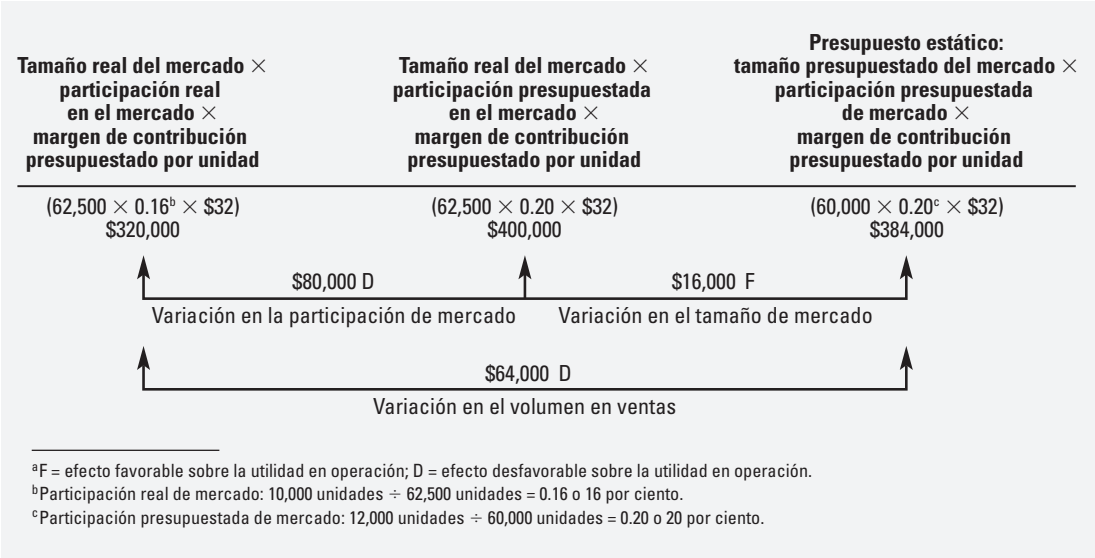 Tamaño real del mercado ×
participación real
en el mercado ×
margen de contribución
presupuestado por unidad
Tamaño real del mercado ×
participación presupuestada
en el mercado ×
margen de contribución
presupuestado por unidad
Presupuesto estático:
tamaño presupuestado del mercado ×
participación presupuestada
de mercado ×
margen de contribución
presupuestado por unidad
(62,500 × 0.16ᵇ × $32)
$320,000
(62,500 × 0.20 × $32)
$400,000
(60,000 × 0.20ᶜ × $32)
$384,000
$80,000 D
$16,000 F
Variación en la participación de mercado
Variación en el tamaño de mercado
$64,000 D
Variación en el volumen en ventas
ᵃF = efecto favorable sobre la utilidad en operación; D = efecto desfavorable sobre la utilidad en operación.
ᵇParticipación real de mercado: 10,000 unidades ÷ 62,500 unidades = 0.16 o 16 por ciento.
ᶜParticipación presupuestada de mercado: 12,000 unidades ÷ 60,000 unidades = 0.20 o 20 por ciento.